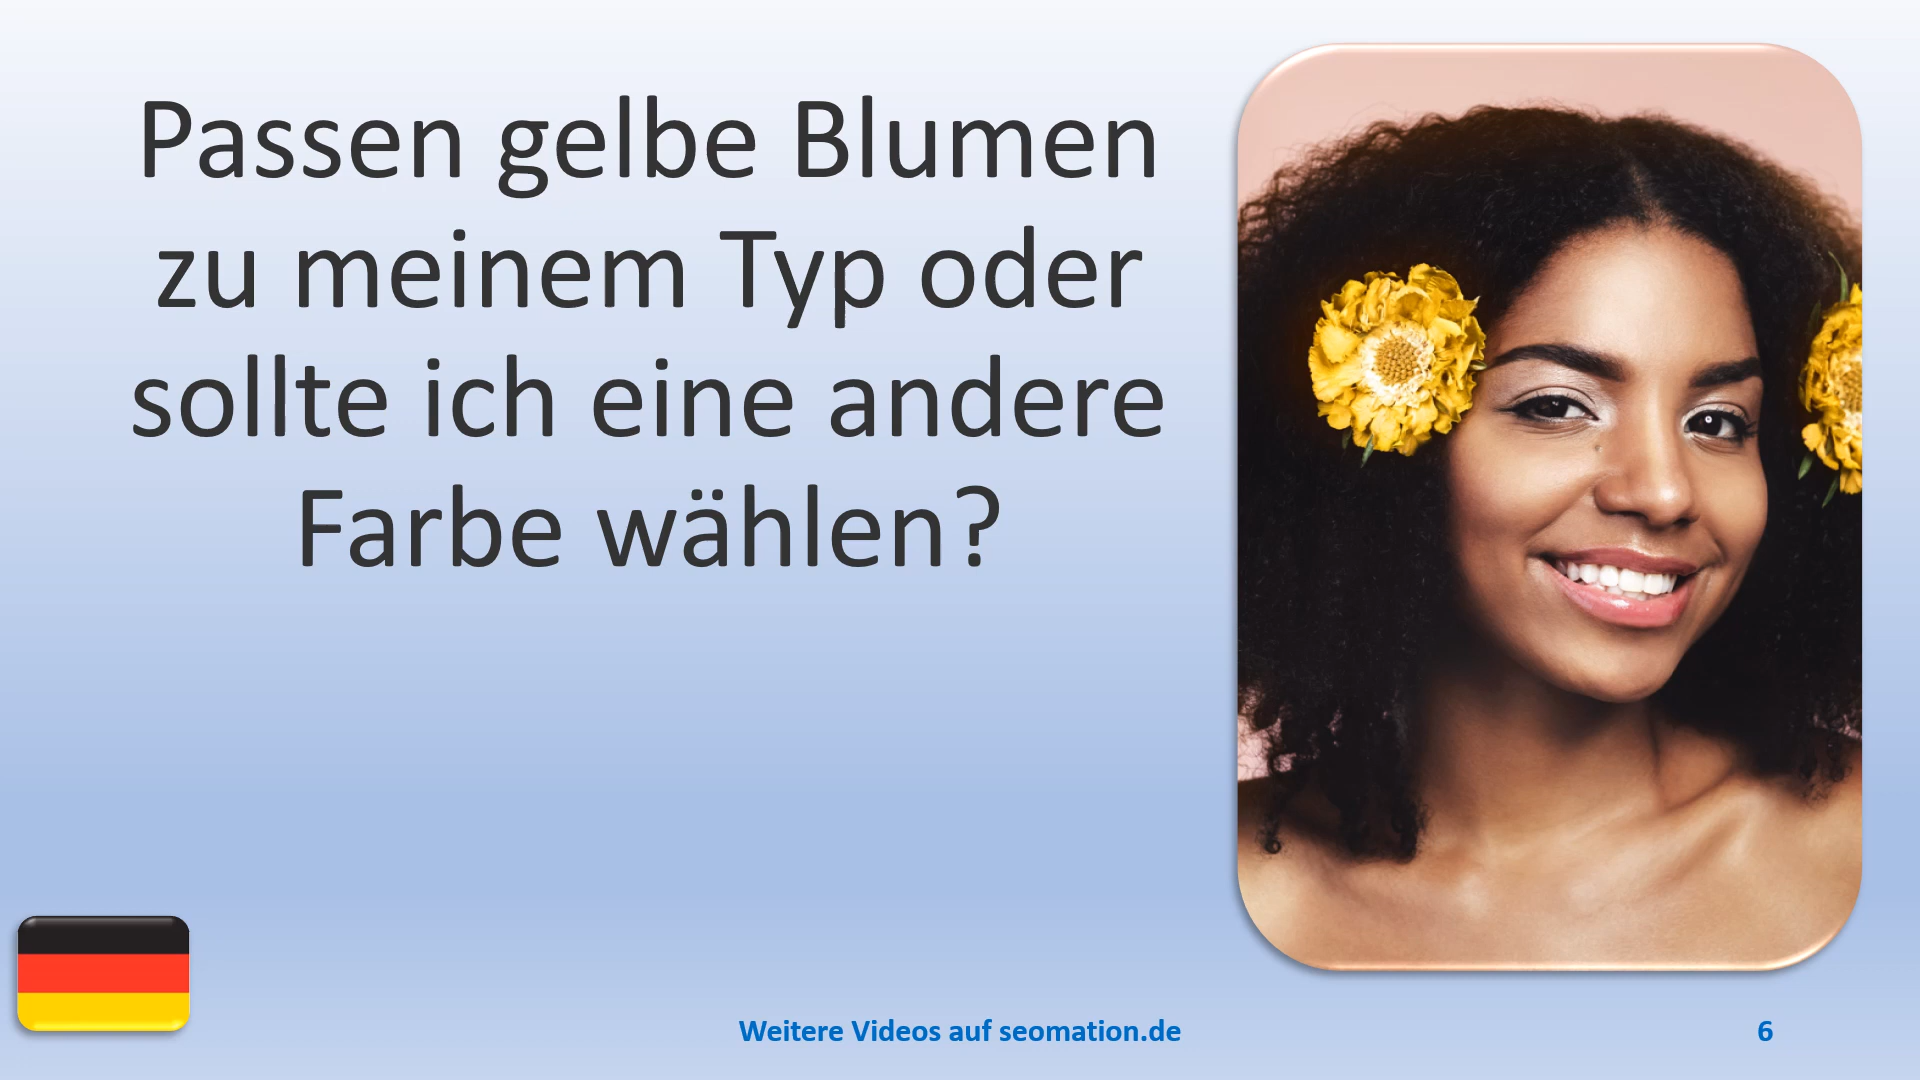 Passen gelbe Blumen
zu meinem Typ oder
sollte ich eine andere
Farbe wählen?
Weitere Videos auf seomation.de
6